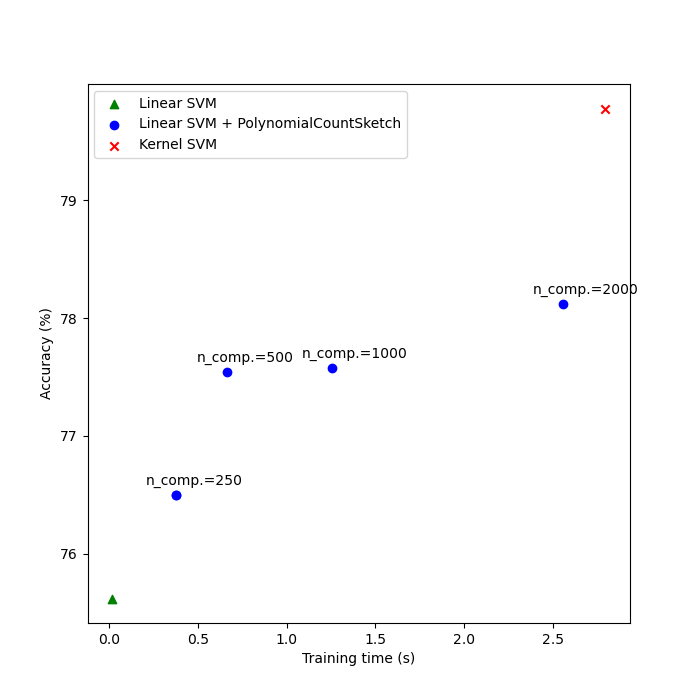 Linear SVM
Linear SVM + PolynomialCountSketch
Kernel SVM
79
n_comp.=2000
78
n_comp.=500
n_comp.=1000
77
n_comp.=250
76
Accuracy (%)
0.0
0.5
1.0
1.5
2.0
2.5
Training time (s)